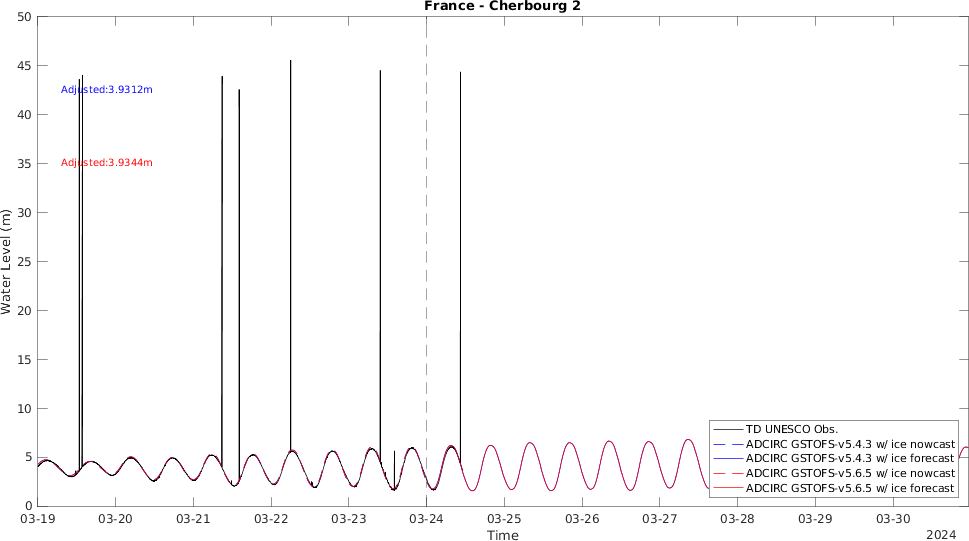 France - Cherbourg 2
50
45
40
35
30
25
20
15
10
5
0
Water Level (m)
Adjusted:3.9312m
Adjusted:3.9344m
TD UNESCO Obs.
ADCIRC GSTOFS-v5.4.3 w/ ice nowcast
ADCIRC GSTOFS-v5.4.3 w/ ice forecast
ADCIRC GSTOFS-v5.6.5 w/ ice nowcast
ADCIRC GSTOFS-v5.6.5 w/ ice forecast
03-19 03-20 03-21 03-22 03-23 03-24 03-25 03-26 03-27 03-28 03-29 03-30
Time
2024